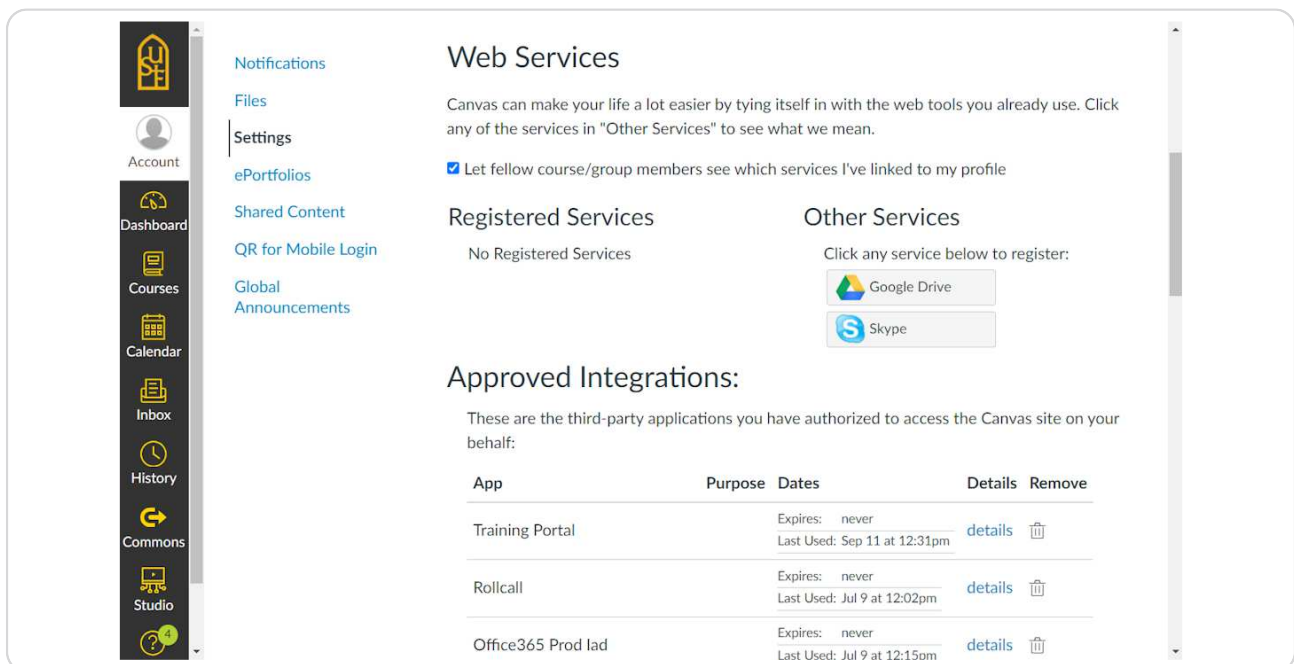 USF
Account
Dashboard
Courses
Calendar
Inbox
History
Commons
Studio
4
Notifications
Files
Settings
ePortfolios
Shared Content
QR for Mobile Login
Global
Announcements
Web Services
Canvas can make your life a lot easier by tying itself in with the web tools you already use. Click
any of the services in "Other Services" to see what we mean.
Let fellow course/group members see which services I've linked to my profile
Registered Services
No Registered Services
Other Services
Click any service below to register:
Google Drive
Skype
Approved Integrations:
These are the third-party applications you have authorized to access the Canvas site on your
behalf:
App Purpose Dates Details Remove
Training Portal Expires: never
Last Used: Sep 11 at 12:31pm details
Rollcall Expires: never
Last Used: Jul 9 at 12:02pm details
Office365 Prod Iad Expires: never
Last Used: Jul 9 at 12:15pm details